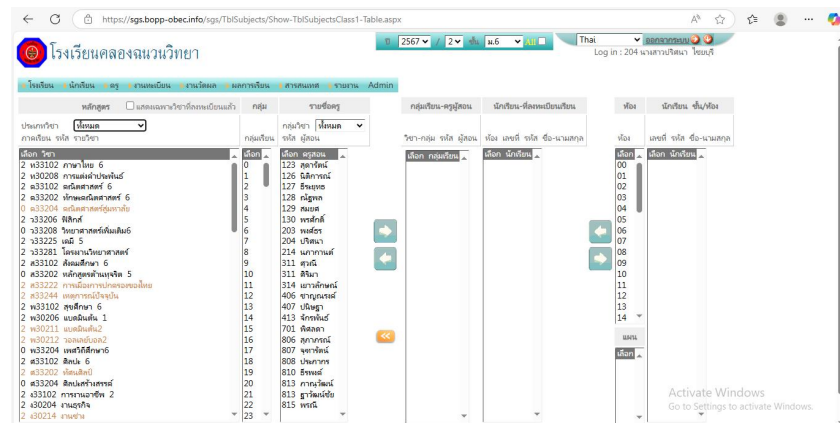 https://sgs.bopp-obec.info/sgs/TblSubjects/Show-TblSubjectsClass1-Table.aspx
โรงเรียนคลองฉนวนวิทยา
ปี 2567 / 2 ชั้น ม.6 All
Thai ออกจากระบบ
Log in : 204 นางสาวปริศนา ไชยบุรี
โรงเรียน นักเรียน ครู งานทะเบียน งานวัดผล ผลการเรียน สารสนเทศ รายงาน Admin
หลักสูตร แสดงเฉพาะวิชาที่ลงทะเบียนแล้ว กลุ่ม รายชื่อครู กลุ่มเรียน-ครูผู้สอน นักเรียน-ที่ลงทะเบียนเรียน ห้อง นักเรียน ชั้น/ห้อง
ประเภทวิชา ทั้งหมด กลุ่มวิชา ทั้งหมด
ภาคเรียน รหัส รายวิชา กลุ่มเรียน รหัส ผู้สอน วิชา-กลุ่ม รหัส ผู้สอน ห้อง เลขที่ รหัส ชื่อ-นามสกุล ห้อง เลขที่ รหัส ชื่อ-นามสกุล
เลือก วิชา เลือก เลือก ครูสอน เลือก กลุ่มเรียน เลือก นักเรียน เลือก เลือก นักเรียน
2 ท33102 ภาษาไทย 6 0 123 สุดารัตน์ 00
2 ท30208 การแต่งคำประพันธ์ 1 126 นิติการณ์ 01
2 ค33102 คณิตศาสตร์ 6 2 127 ธีระยุทธ 02
2 ค33202 ทักษะคณิตศาสตร์ 6 3 128 ณัฐพล 03
0 ค33204 คณิตศาสตร์สู่มหาลัย 4 129 สมยศ 04
2 ว33206 ฟิสิกส์ 5 130 พรศักดิ์ 05
0 ว33208 วิทยาศาสตร์เพิ่มเติม6 6 203 พงศ์ธร 06
2 ว33225 เคมี 5 7 204 ปริศนา 07
2 ว33281 โครงงานวิทยาศาสตร์ 8 214 นภากานต์ 08
2 ส33102 สังคมศึกษา 6 9 311 สุวณี 09
0 ส33202 หลักสูตรต้านทุจริต 5 10 311 สิริมา 10
2 ส33222 การเมืองการปกครองของไทย 11 314 เยาวลักษณ์ 11
2 ส33244 เหตุการณ์ปัจจุบัน 12 406 ชาญณรงค์ 12
2 พ33102 สุขศึกษา 6 13 407 ปนิษฐา 13
2 พ30206 แบดมินตัน 1 14 413 จักรพันธ์ 14
2 พ30211 แบดมินตัน2 15 701 พิศลดา
2 พ30212 วอลเลย์บอล2 16 806 สุภาภรณ์ แผน
0 พ33204 เพศวิถีศึกษา6 17 807 จุฑารัตน์ เลือก
2 ศ33102 ศิลปะ 6 18 808 ประภากร
2 ศ33202 ทัศนศิลป์ 19 810 ธีรพงศ์
0 ศ33204 ศิลปะสร้างสรรค์ 20 813 ภาณุวัฒน์
2 ง33102 การงานอาชีพ 2 21 813 ฐาวัฒน์ชัย
2 ง30204 งานธุรกิจ 22 815 พรณี
2 ง30214 งานช่าง 23
Activate Windows
Go to Settings to activate Windows.